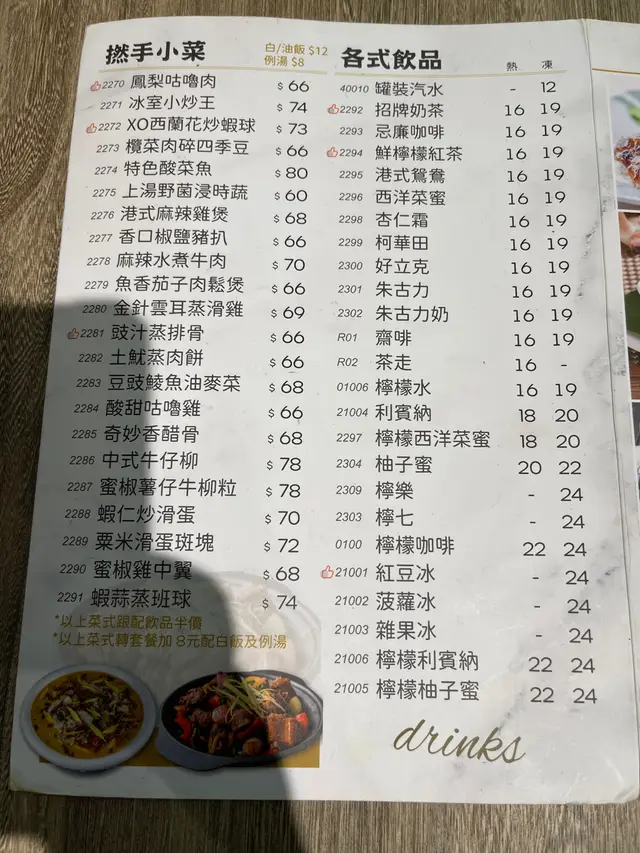 撚手小菜
白/油飯 $12
例湯 $8
2270 鳳梨咕嚕肉 $ 66
2271 冰室小炒王 $ 74
2272 XO西蘭花炒蝦球 $ 73
2273 欖菜肉碎四季豆 $ 66
2274 特色酸菜魚 $ 80
2275 上湯野菌浸時蔬 $ 60
2276 港式麻辣雞煲 $ 68
2277 香口椒鹽豬扒 $ 66
2278 麻辣水煮牛肉 $ 70
2279 魚香茄子肉鬆煲 $ 66
2280 金針雲耳蒸滑雞 $ 69
2281 豉汁蒸排骨 $ 66
2282 土魷蒸肉餅 $ 66
2283 豆豉鯪魚油麥菜 $ 68
2284 酸甜咕嚕雞 $ 66
2285 奇妙香醋骨 $ 68
2286 中式牛仔柳 $ 78
2287 蜜椒薯仔牛柳粒 $ 78
2288 蝦仁炒滑蛋 $ 70
2289 粟米滑蛋斑塊 $ 72
2290 蜜椒雞中翼 $ 68
2291 蝦蒜蒸班球 $ 74
*以上菜式跟配飲品半價
*以上菜式轉套餐加 8元配白飯及例湯
各式飲品 熱 凍
40010 罐裝汽水 - 12
2292 招牌奶茶 16 19
2293 忌廉咖啡 16 19
2294 鮮檸檬紅茶 16 19
2295 港式鴛鴦 16 19
2296 西洋菜蜜 16 19
2298 杏仁霜 16 19
2299 柯華田 16 19
2300 好立克 16 19
2301 朱古力 16 19
2302 朱古力奶 16 19
R01 齋啡 16 19
R02 茶走 16 -
01006 檸檬水 16 19
21004 利賓納 18 20
2297 檸檬西洋菜蜜 18 20
2304 柚子蜜 20 22
2309 檸樂 - 24
2303 檸七 - 24
0100 檸檬咖啡 22 24
21001 紅豆冰 - 24
21002 菠蘿冰 - 24
21003 雜果冰 - 24
21006 檸檬利賓納 22 24
21005 檸檬柚子蜜 22 24
drinks